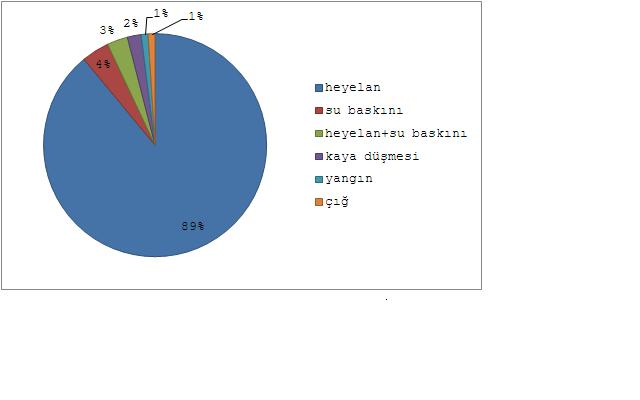 1%
1%
2%
3%
4%
89%
heyelan
su baskını
heyelan+su baskını
kaya düşmesi
yangın
çığ